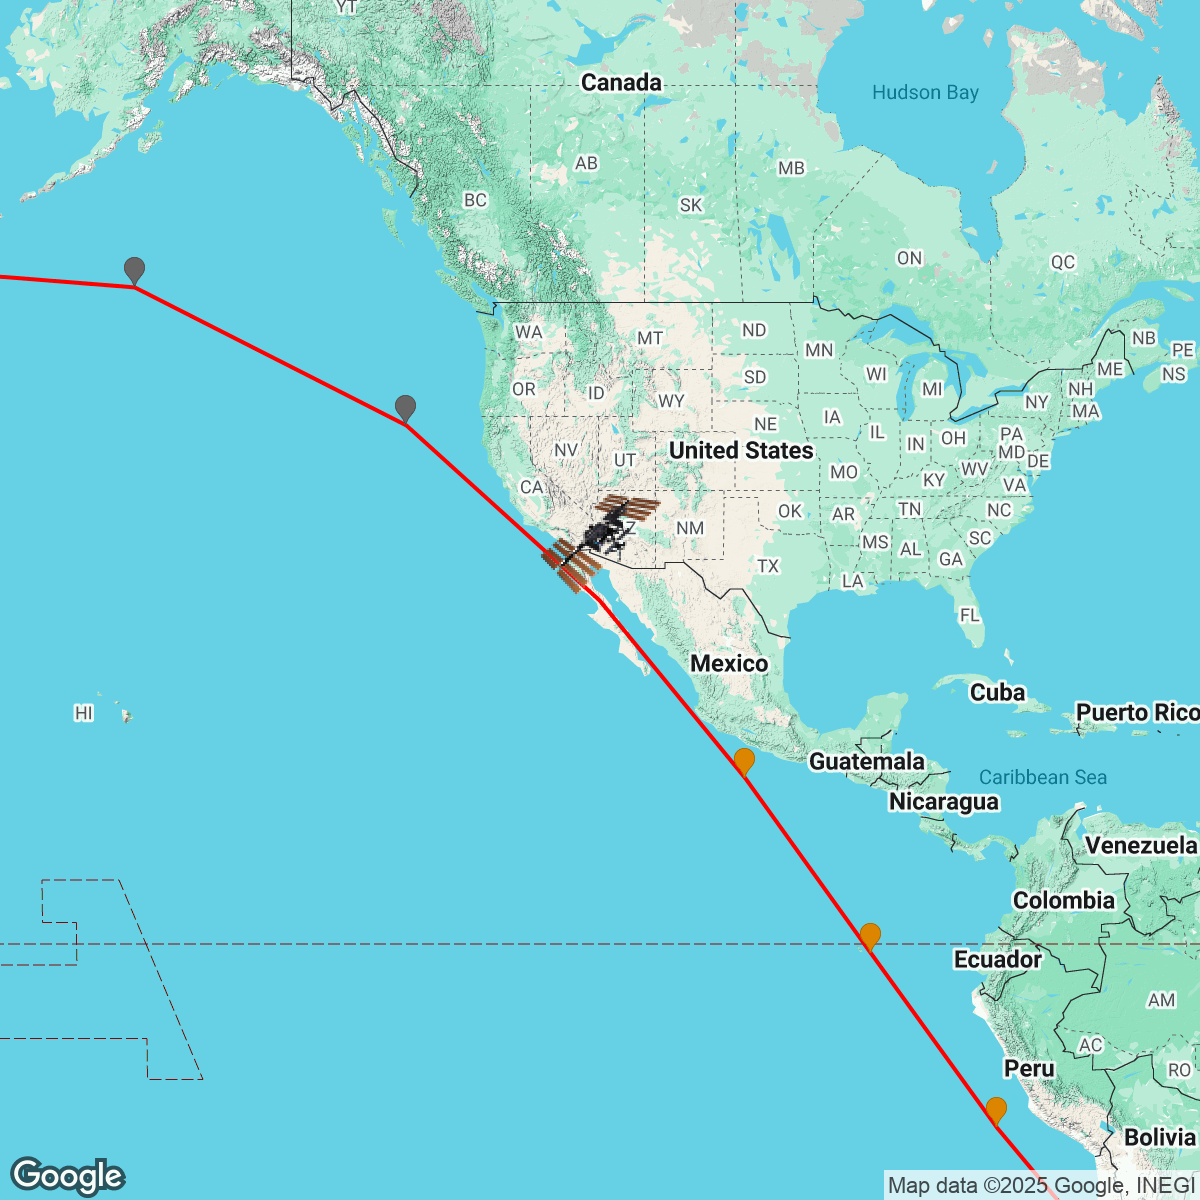 YT
Canada
Hudson Bay
AB
MB
BC
SK
ON
QC
WA
MT
ND
NB
MN
PE
ME
OR
ID
SD
WI
NS
MI
NH
WY
NY
MA
IA
NE
IL
OH
PA
NV
United States
IN
MD
UT
DE
MO
WV
KY
CA
VA
OK
AR
TN
NC
Z
NM
MS
AL
SC
TX
GA
LA
FL
Mexico
Cuba
HI
Puerto Rico
Guatemala
Caribbean Sea
Nicaragua
Venezuela
Colombia
Ecuador
AM
AC
Peru
RO
Bolivia
Google
Map data ©2025 Google, INEGI